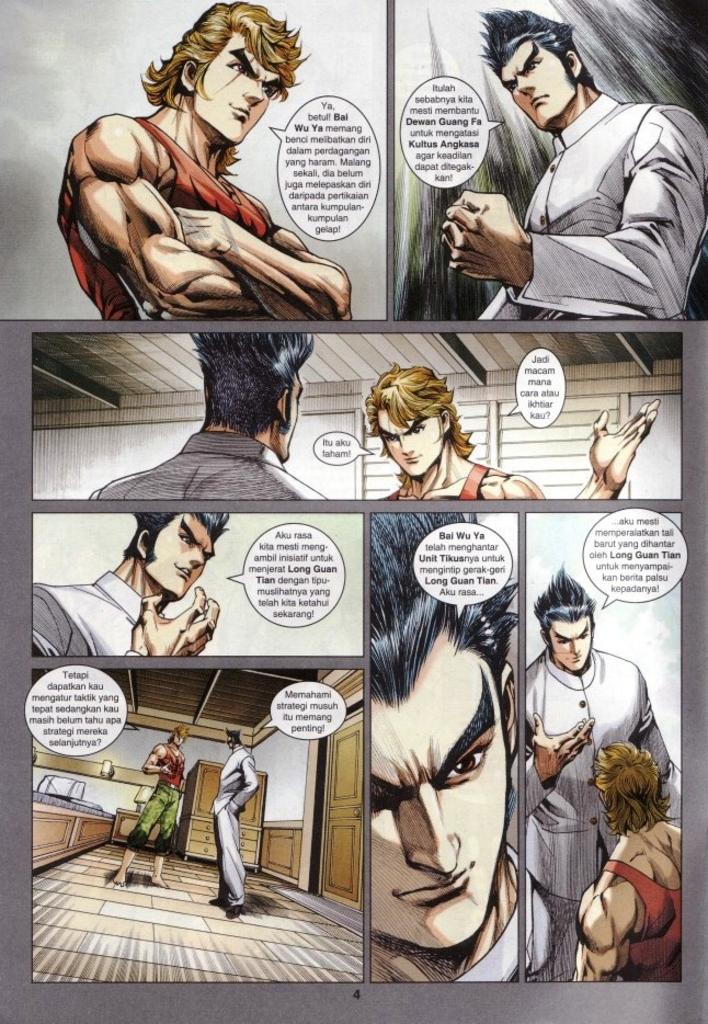 Ya,
betul! Bai
Wu Ya memang
benci melibatkan diri
dalam perdagangan
yang haram. Malang
sekali, dia belum
juga melepaskan diri
daripada pertikaian
antara kumpulan-
kumpulan
gelap!
Itulah
sebabnya kita
mesti membantu
Dewan Guang Fa
untuk mengatasi
Kultus Angkasa
agar keadilan
dapat ditegak-
kan!
Itu aku
faham!
Jadi
macam
mana
cara atau
ikhtiar
kau?
Aku rasa
kita mesti meng-
ambil inisiatif untuk
menjerat Long Guan
Tian dengan tipu-
muslihatnya yang
telah kita ketahui
sekarang!
Bai Wu Ya
telah menghantar
Unit Tikusnya untuk
mengintip gerak-geri
Long Guan Tian.
Aku rasa...
...aku mesti
memperalatkan tali
barut yang dihantar
oleh Long Guan Tian
untuk menyampai-
kan berita palsu
kepadanya!
Tetapi
dapatkan kau
mengatur taktik yang
tepat sedangkan kau
masih belum tahu apa
strategi mereka
selanjutnya?
Memahami
strategi musuh
itu memang
penting!
4